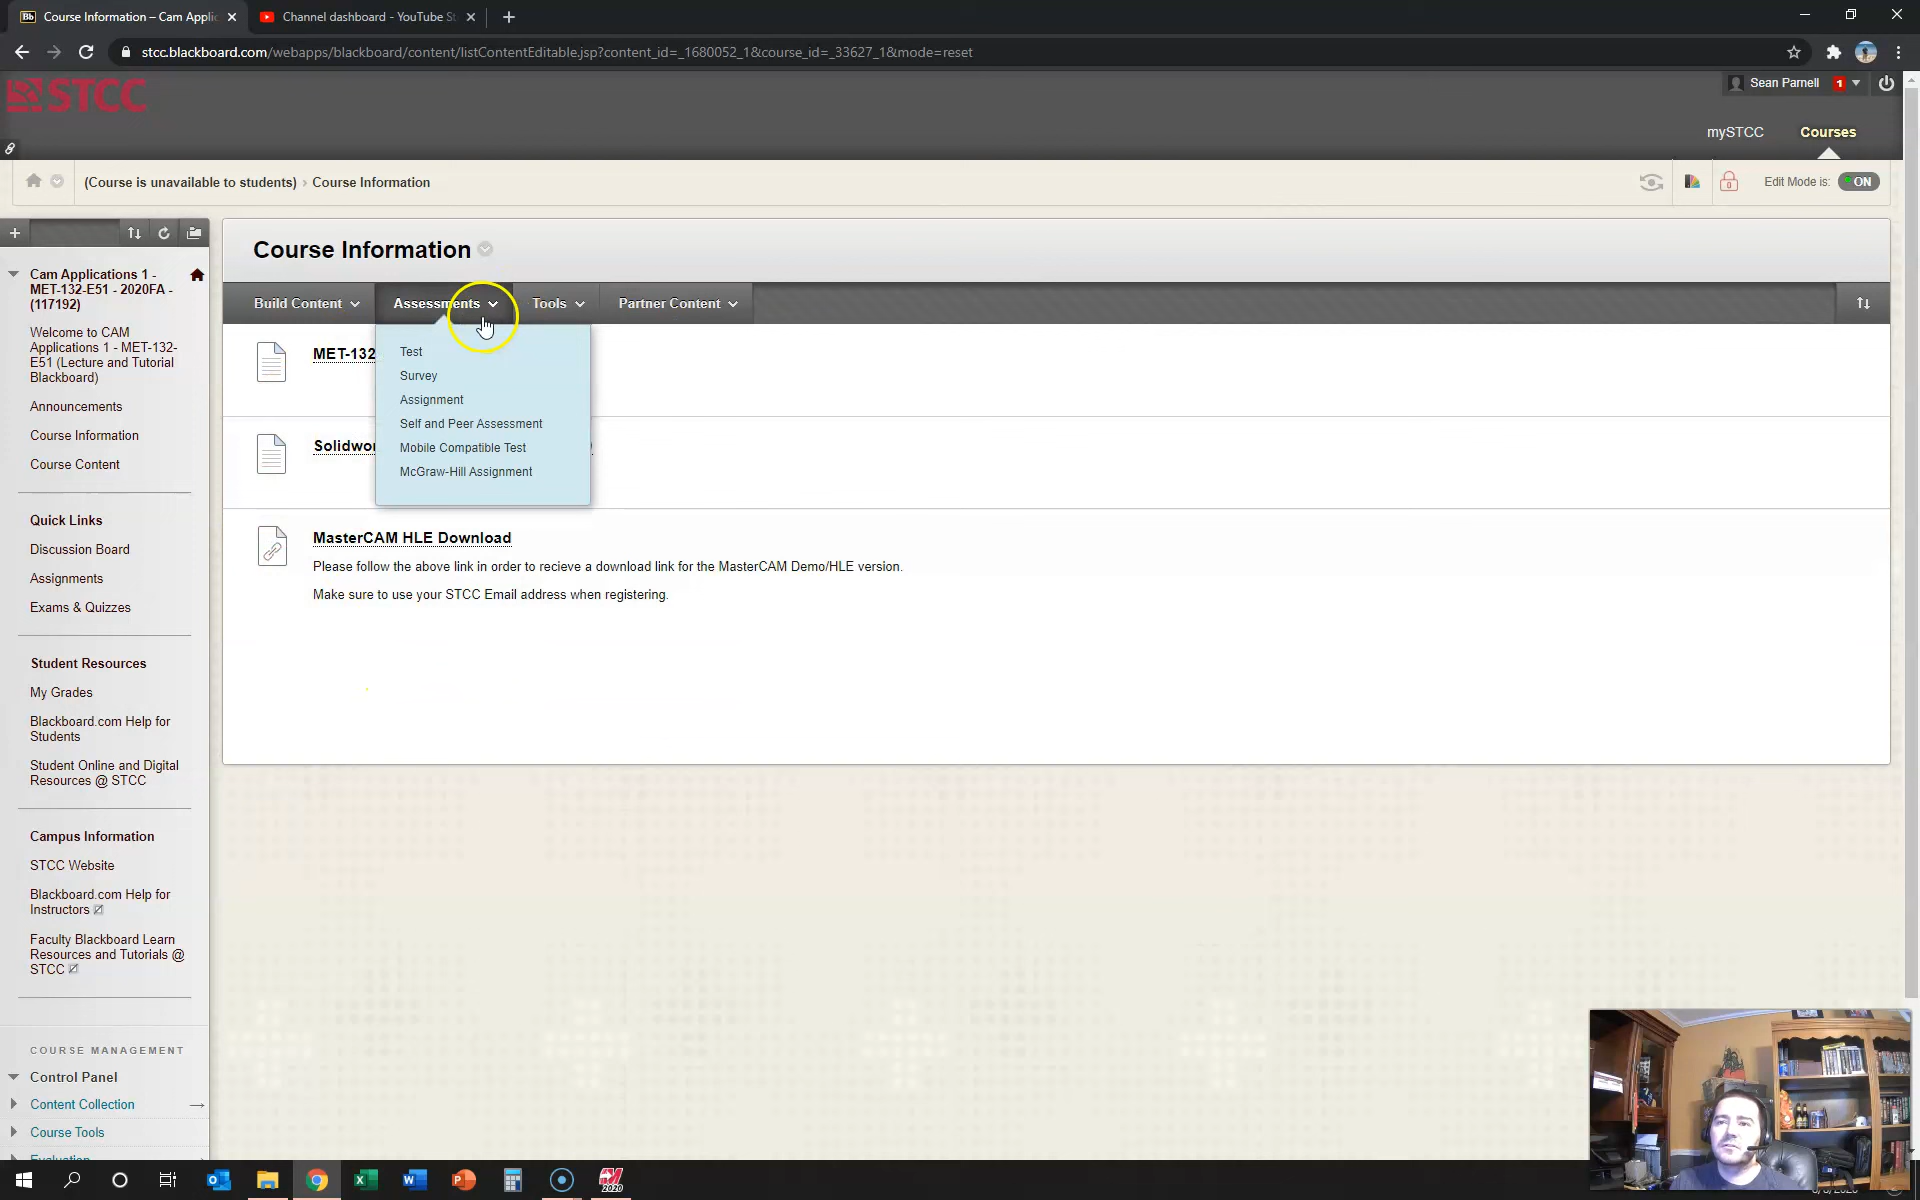 Course Information – Cam Applic
Channel dashboard - YouTube St
stcc.blackboard.com/webapps/blackboard/content/listContentEditable.jsp?content_id=_1680052_1&course_id=_33627_1&mode=reset
STCC
Sean Parnell 1
mySTCC Courses
(Course is unavailable to students) › Course Information
Edit Mode is: ON
Course Information
Build Content
Assessments
Tools
Partner Content
Test
Survey
Assignment
Self and Peer Assessment
Mobile Compatible Test
McGraw-Hill Assignment
MET-132
MasterCAM HLE Download
Please follow the above link in order to recieve a download link for the MasterCAM Demo/HLE version.
Make sure to use your STCC Email address when registering.
Cam Applications 1 -
MET-132-E51 - 2020FA -
(117192)
Welcome to CAM
Applications 1 - MET-132-
E51 (Lecture and Tutorial
Blackboard)
Announcements
Course Information
Course Content
Quick Links
Discussion Board
Assignments
Exams & Quizzes
Student Resources
My Grades
Blackboard.com Help for
Students
Student Online and Digital
Resources @ STCC
Campus Information
STCC Website
Blackboard.com Help for
Instructors
Faculty Blackboard Learn
Resources and Tutorials @
STCC
COURSE MANAGEMENT
Control Panel
Content Collection
Course Tools